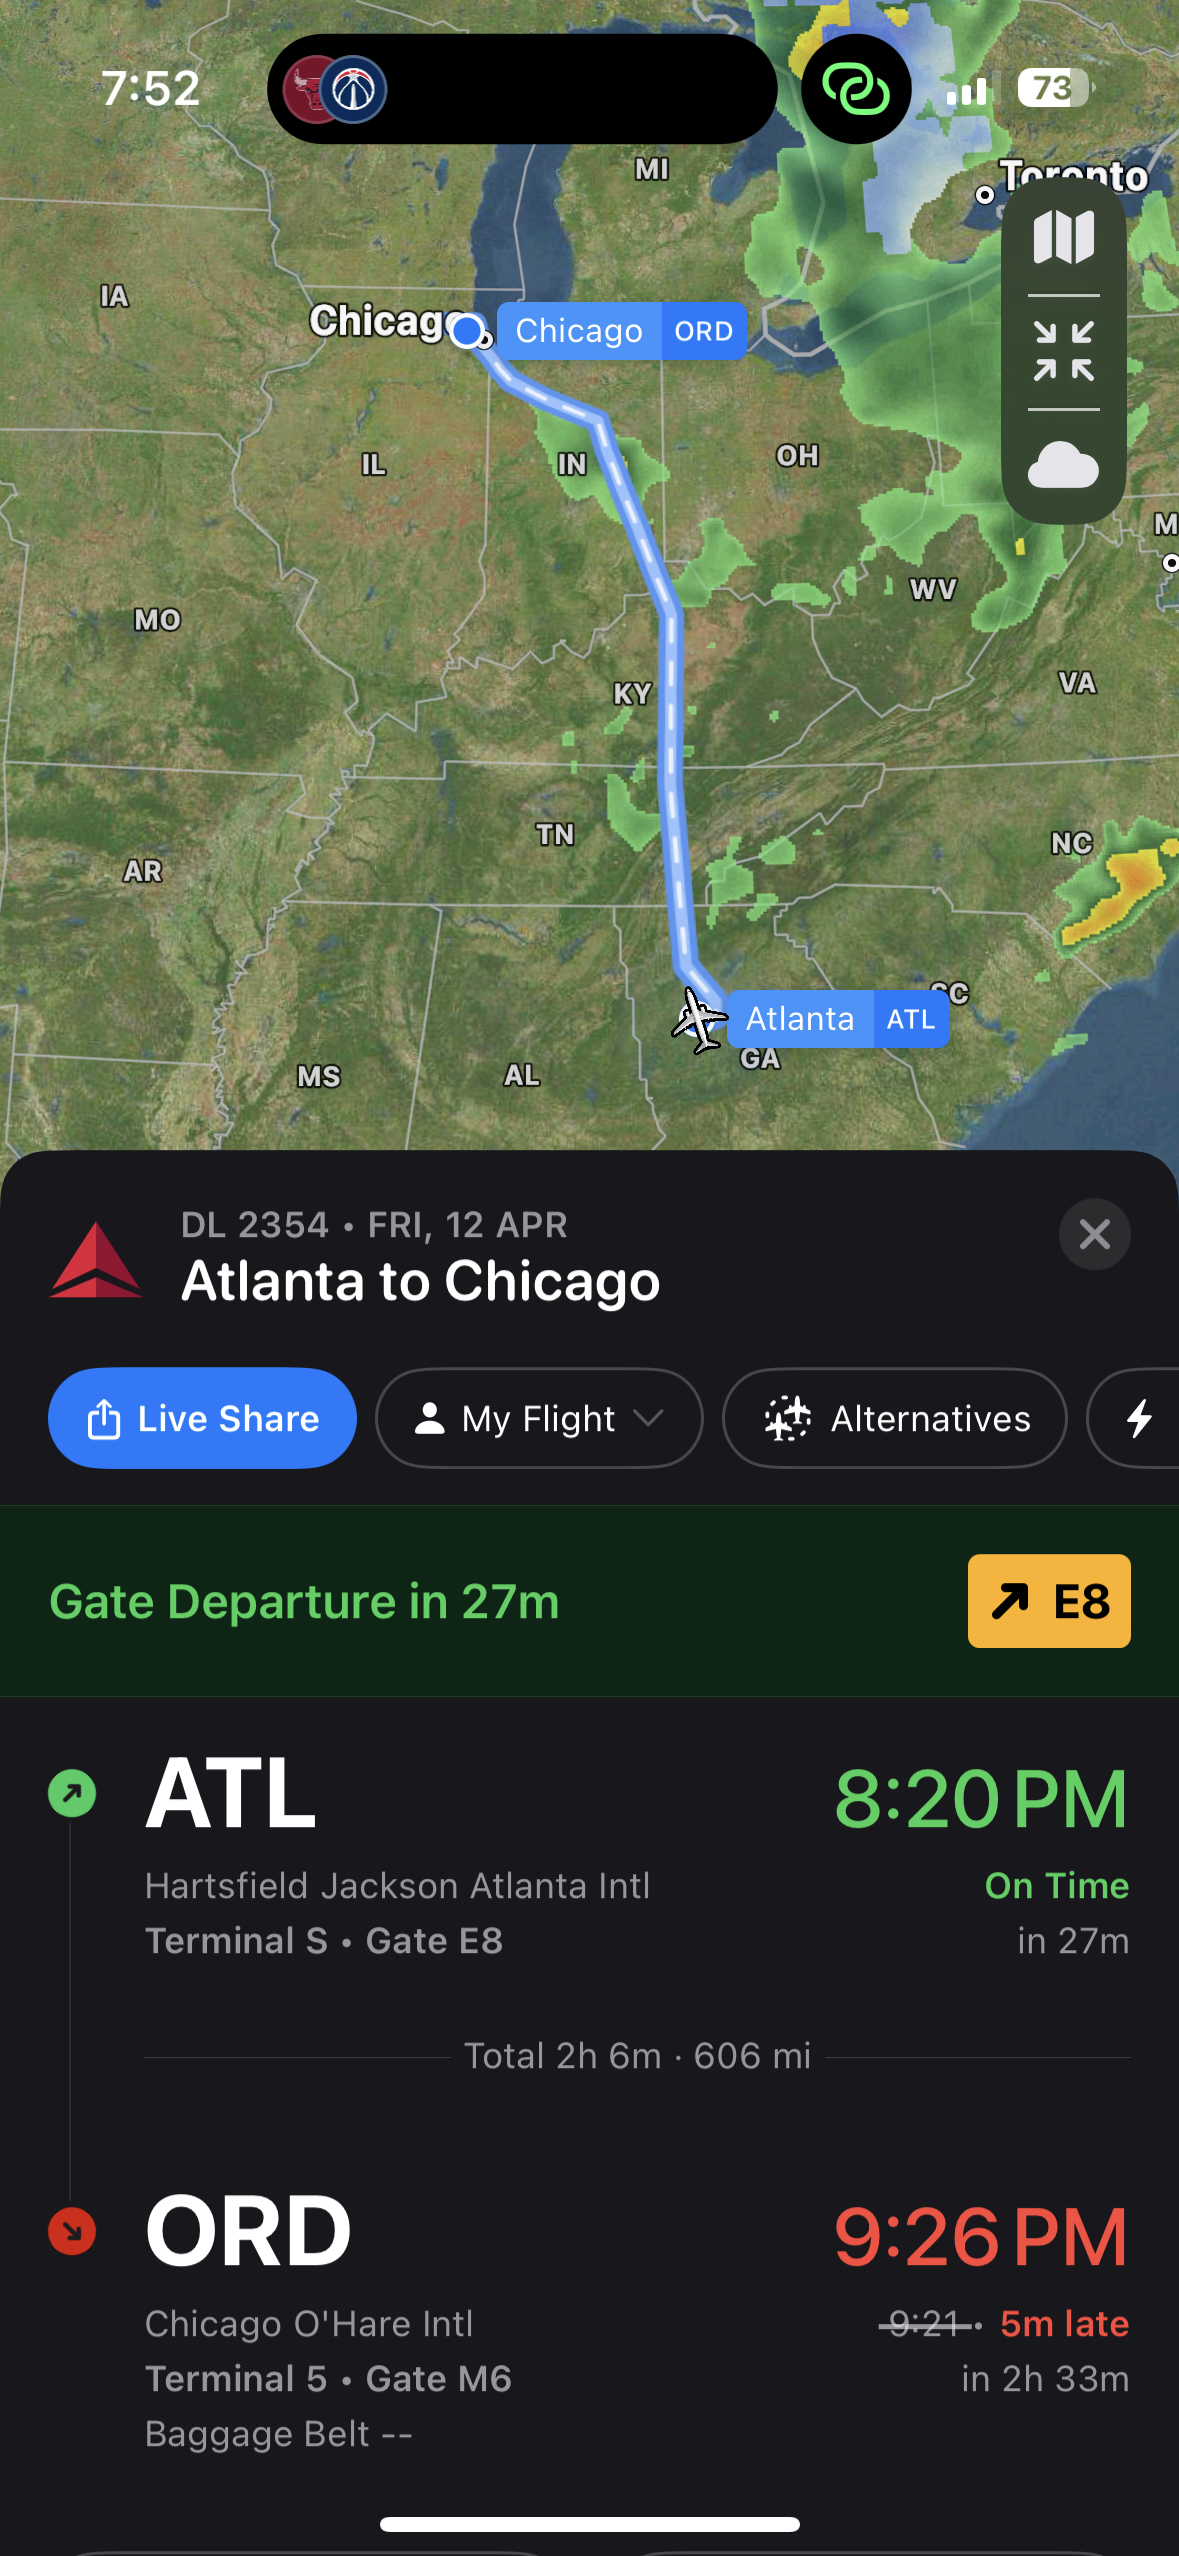 7:52
73
MI
Toronto
IA
Chicago
Chicago ORD
IL
IN
OH
M
MO
WV
KY
VA
TN
NC
AR
SC
Atlanta ATL
GA
MS
AL
DL 2354 • FRI, 12 APR
Atlanta to Chicago
Live Share
My Flight
Alternatives
Gate Departure in 27m
E8
ATL
8:20 PM
Hartsfield Jackson Atlanta Intl
On Time
Terminal S • Gate E8
in 27m
Total 2h 6m · 606 mi
ORD
9:26 PM
Chicago O'Hare Intl
9:21 • 5m late
Terminal 5 • Gate M6
in 2h 33m
Baggage Belt --